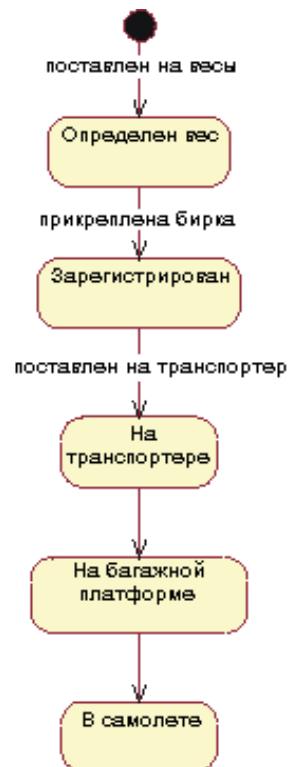 поставлен на весы
Определен вес
прикреплена бирка
Зарегистрирован
поставлен на транспортер
На
транспортере
На багажной
платформе
В самолете